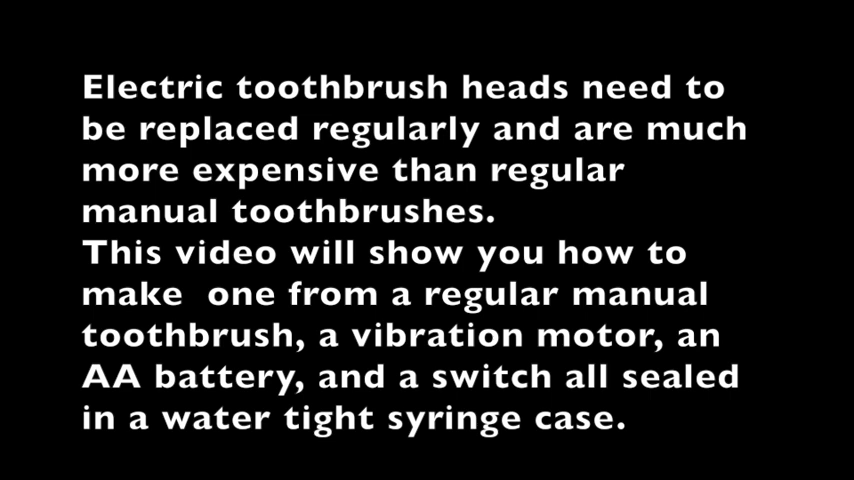 Electric toothbrush heads need to
be replaced regularly and are much
more expensive than regular
manual toothbrushes.
This video will show you how to
make  one from a regular manual
toothbrush, a vibration motor, an
AA battery, and a switch all sealed
in a water tight syringe case.